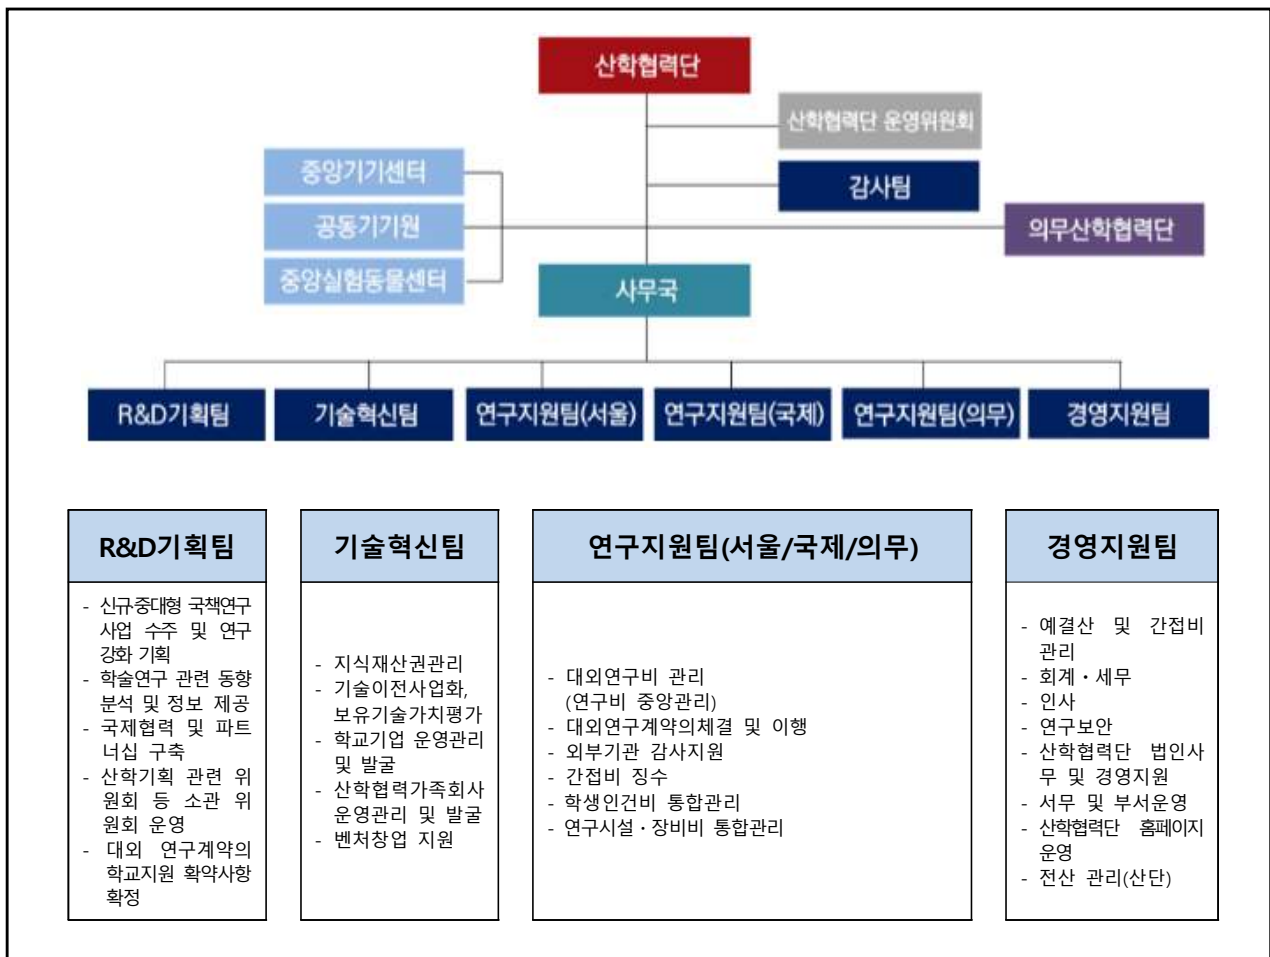 산학협력단
산학협력단 운영위원회
중앙기기센터
감사팀
공동기기원
의무산학협력단
중앙실험동물센터
사무국
R&D기획팀
기술혁신팀
연구지원팀(서울)
연구지원팀(국제)
연구지원팀(의무)
경영지원팀
R&D기획팀
- 신규중대형 국책연구
사업 수주 및 연구
강화 기획
- 학술연구 관련 동향
분석 및 정보 제공
- 국제협력 및 파트
너십 구축
- 산학기획 관련 위
원회 등 소관 위
원회 운영
- 대외 연구계약의
학교지원 확약사항
확정
기술혁신팀
- 지식재산권관리
- 기술이전사업화,
보유기술가치평가
- 학교기업 운영관리
및 발굴
- 산학협력가족회사
운영관리 및 발굴
- 벤처창업 지원
연구지원팀(서울/국제/의무)
- 대외연구비 관리
(연구비 중앙관리)
- 대외연구계약의체결 및 이행
- 외부기관 감사지원
- 간접비 징수
- 학생인건비 통합관리
- 연구시설·장비비 통합관리
경영지원팀
- 예결산 및 간접비
관리
- 회계·세무
- 인사
- 연구보안
- 산학협력단 법인사
무 및 경영지원
- 서무 및 부서운영
- 산학협력단 홈페이지
운영
- 전산 관리(산단)